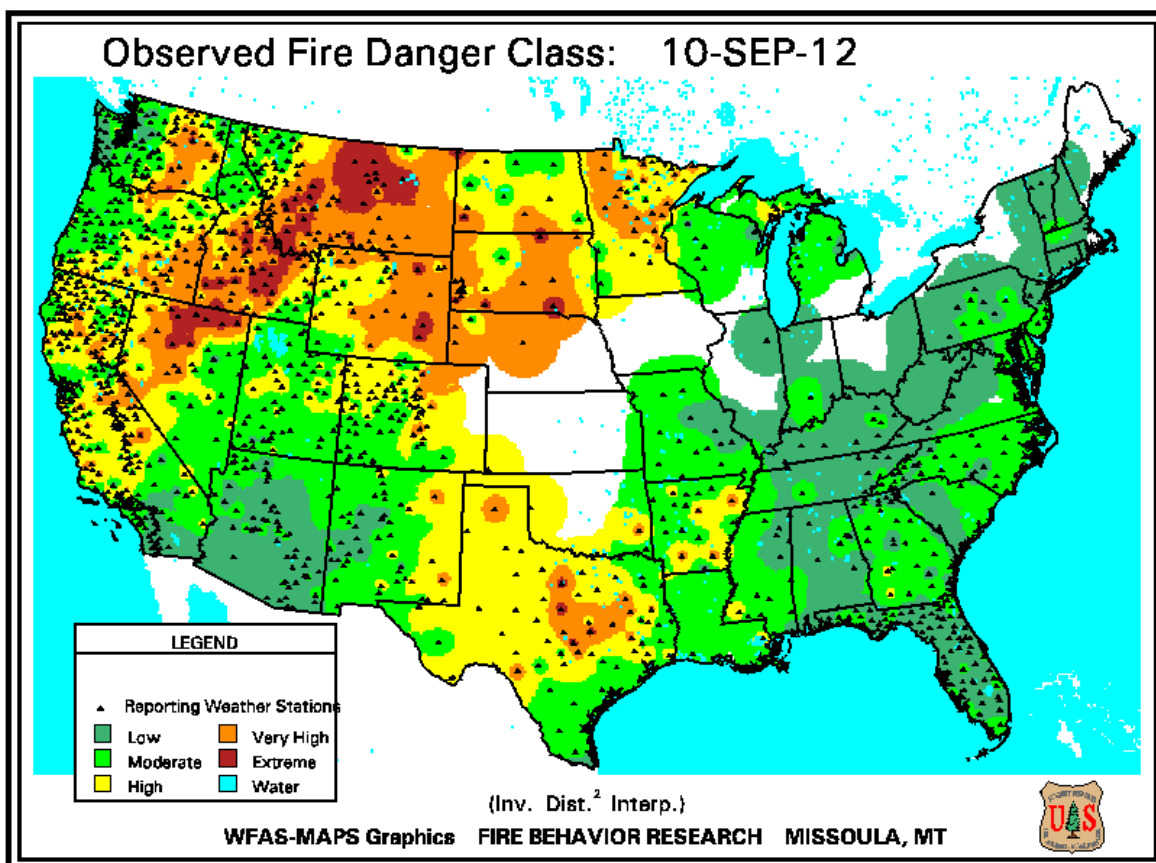 Observed Fire Danger Class: 10-SEP-12
LEGEND
Reporting Weather Stations
Low Very High
Moderate Extreme
High Water
(Inv. Dist.² Interp.)
WFAS-MAPS Graphics FIRE BEHAVIOR RESEARCH MISSOULA, MT
U S